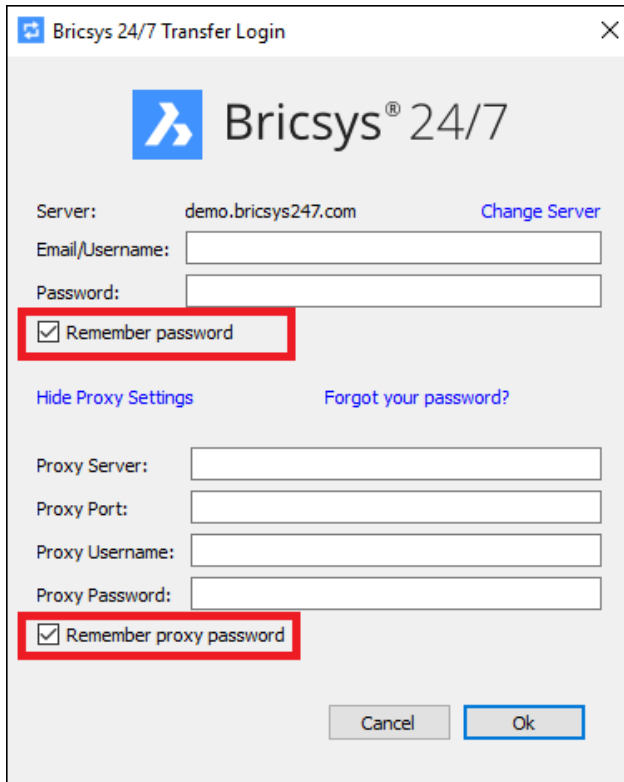 Bricsys 24/7 Transfer Login
Bricsys® 24/7
Server: demo.bricsys247.com Change Server
Email/Username:
Password:
Remember password
Hide Proxy Settings Forgot your password?
Proxy Server:
Proxy Port:
Proxy Username:
Proxy Password:
Remember proxy password
Cancel Ok